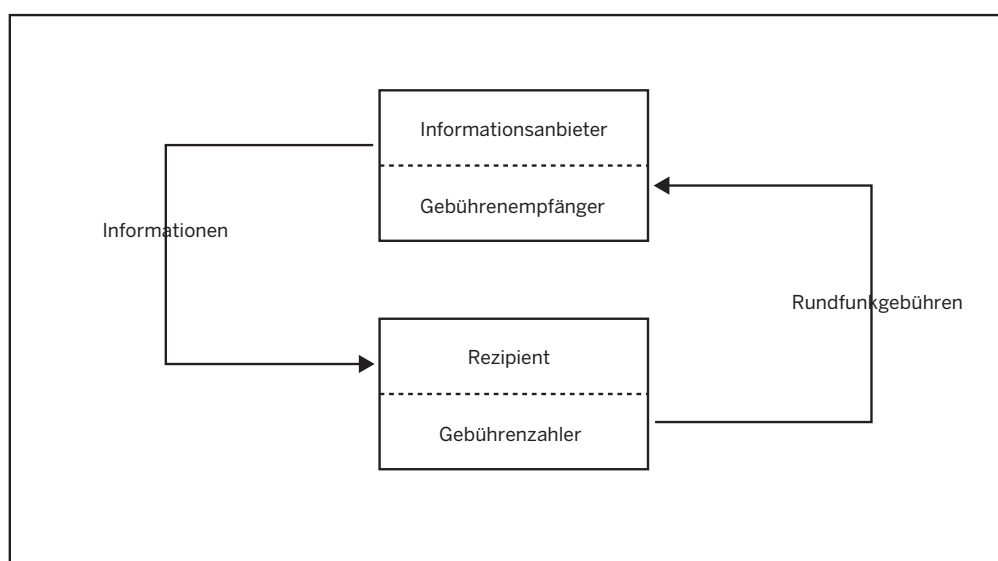 Informationsanbieter
Gebührenempfänger
Informationen
Rundfunkgebühren
Rezipient
Gebührenzahler